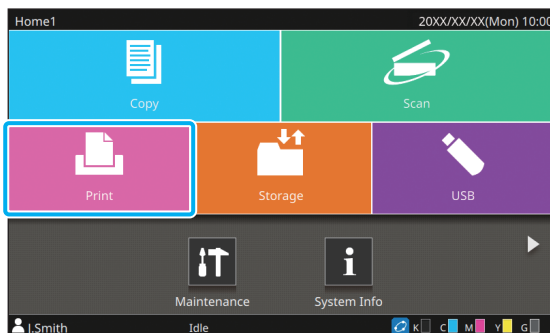 Home1 20XX/XX/XX(Mon) 10:00
Copy Scan
Print Storage USB
Maintenance System Info
J.Smith Idle K C M Y G